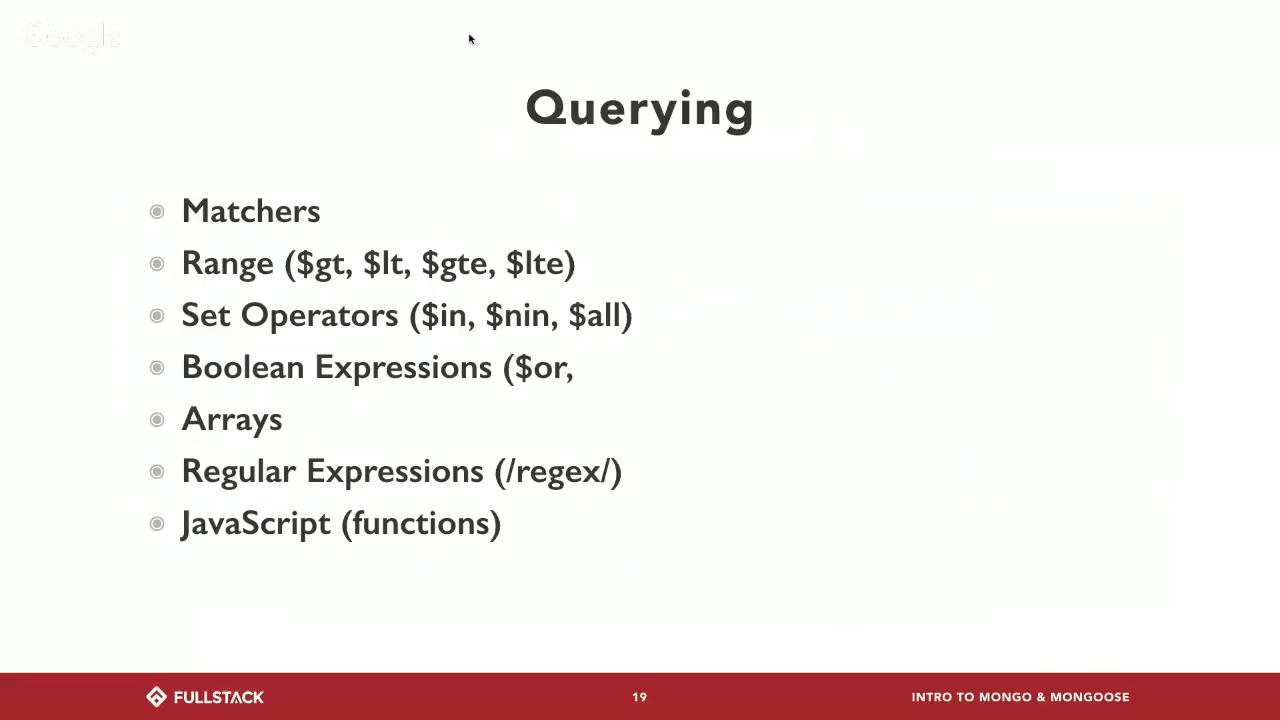 Google
Querying
Matchers
Range ($gt, $lt, $gte, $lte)
Set Operators ($in, $nin, $all)
Boolean Expressions ($or,
Arrays
Regular Expressions (/regex/)
JavaScript (functions)
FULLSTACK
19
INTRO TO MONGO & MONGOOSE